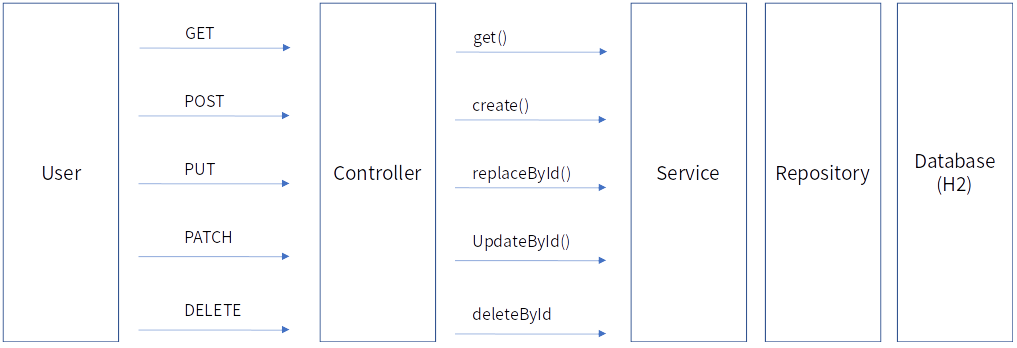 User
GET
POST
PUT
PATCH
DELETE
Controller
get()
create()
replaceById()
UpdateById()
deleteById
Service
Repository
Database
(H2)